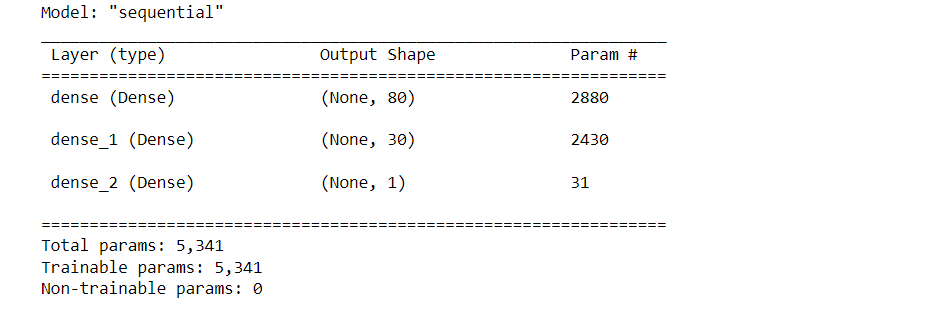 Model: "sequential"
_________________________________________________________________
Layer (type) Output Shape Param #
=================================================================
dense (Dense) (None, 80) 2880
dense_1 (Dense) (None, 30) 2430
dense_2 (Dense) (None, 1) 31
=================================================================
Total params: 5,341
Trainable params: 5,341
Non-trainable params: 0